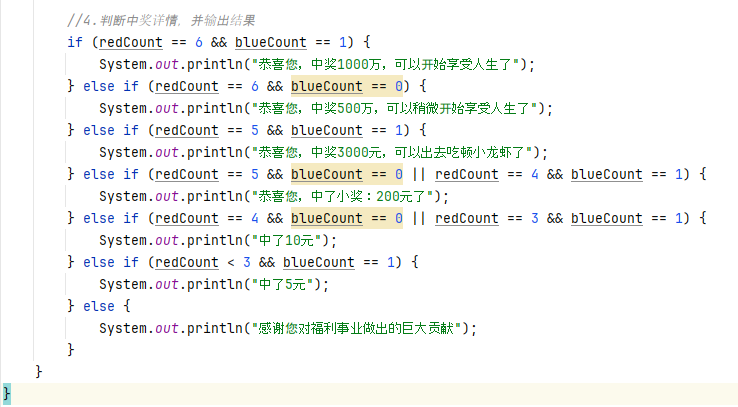 //4.判断中奖详情，并输出结果
if (redCount == 6 && blueCount == 1) {
System.out.println("恭喜您，中奖1000万，可以开始享受人生了");
} else if (redCount == 6 && blueCount == 0) {
System.out.println("恭喜您，中奖500万，可以稍微开始享受人生了");
} else if (redCount == 5 && blueCount == 1) {
System.out.println("恭喜您，中奖3000元，可以出去吃顿小龙虾了");
} else if (redCount == 5 && blueCount == 0 || redCount == 4 && blueCount == 1) {
System.out.println("恭喜您，中了小奖：200元了");
} else if (redCount == 4 && blueCount == 0 || redCount == 3 && blueCount == 1) {
System.out.println("中了10元");
} else if (redCount < 3 && blueCount == 1) {
System.out.println("中了5元");
} else {
System.out.println("感谢您对福利事业做出的巨大贡献");
}
}
}